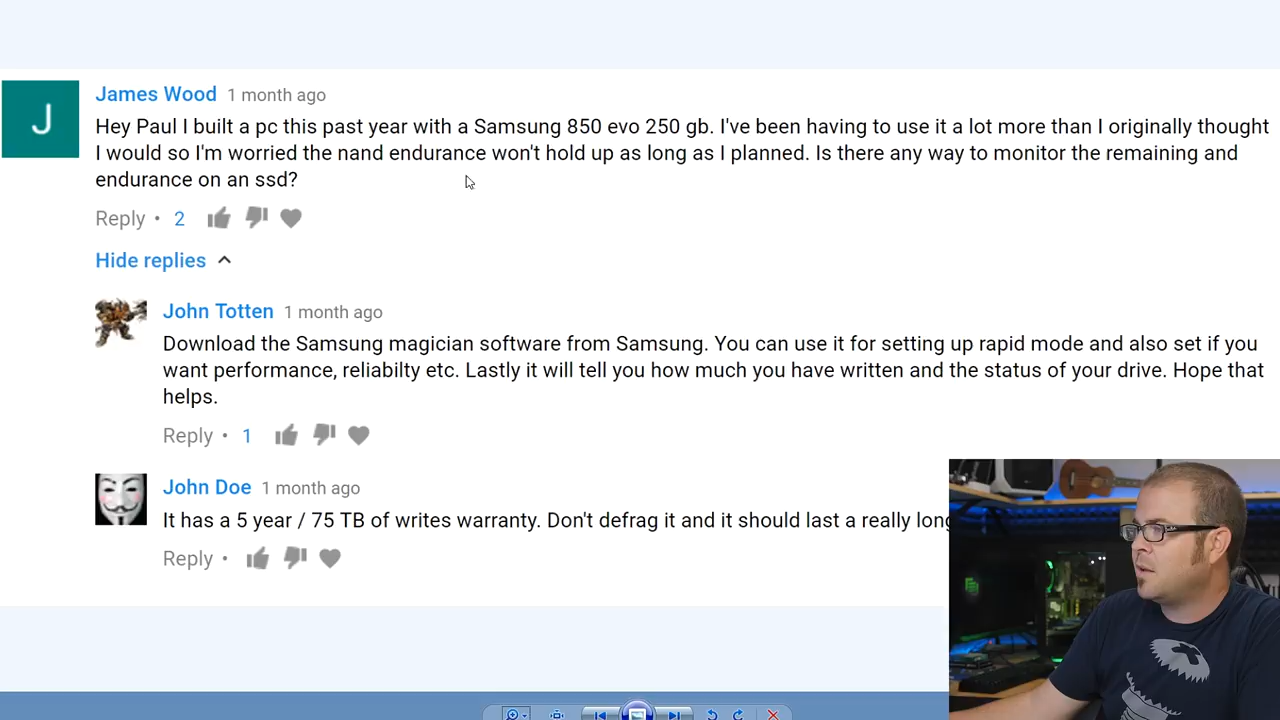 J
James Wood 1 month ago
Hey Paul I built a pc this past year with a Samsung 850 evo 250 gb. I've been having to use it a lot more than I originally thought
I would so I'm worried the nand endurance won't hold up as long as I planned. Is there any way to monitor the remaining and
endurance on an ssd?
Reply • 2
Hide replies
John Totten 1 month ago
Download the Samsung magician software from Samsung. You can use it for setting up rapid mode and also set if you
want performance, reliabilty etc. Lastly it will tell you how much you have written and the status of your drive. Hope that
helps.
Reply • 1
John Doe 1 month ago
It has a 5 year / 75 TB of writes warranty. Don't defrag it and it should last a really long
Reply •